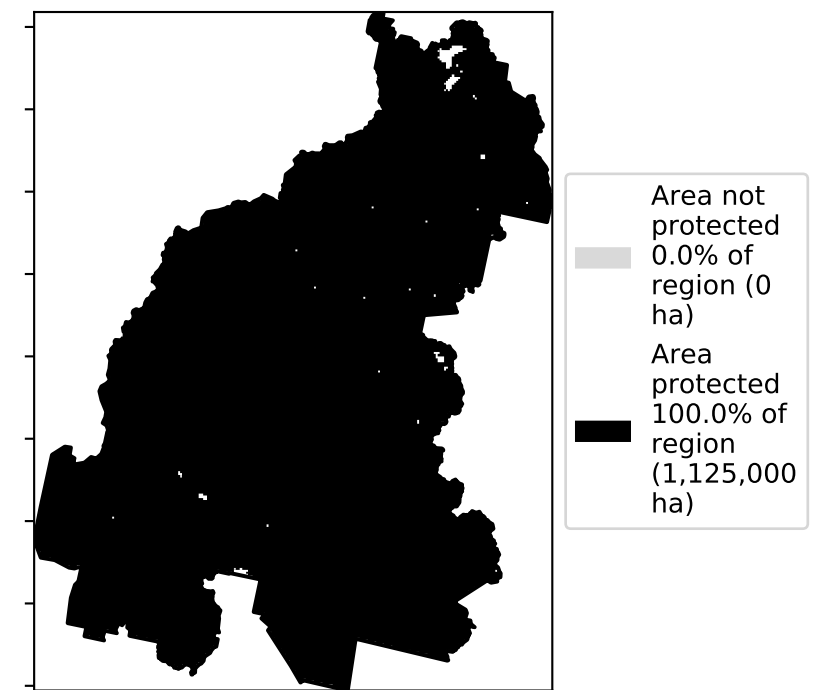 Area not
protected
0.0% of
region (0
ha)
Area
protected
100.0% of
region
(1,125,000
ha)